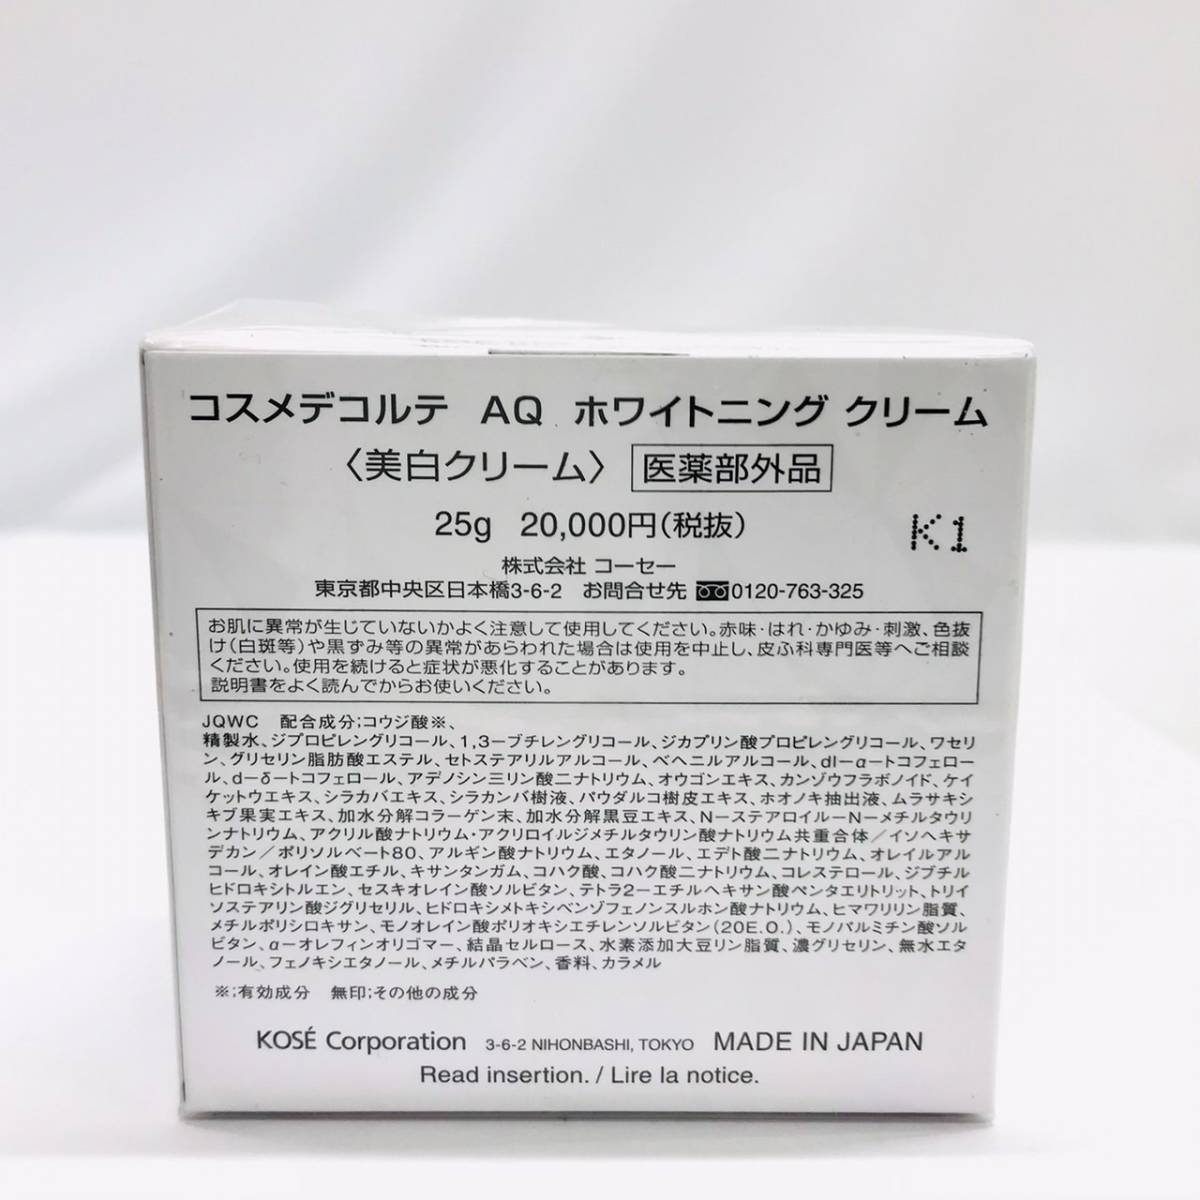 コスメデコルテ AQ ホワイトニング クリーム
〈美白クリーム〉 医薬部外品
25g 20,000円(税抜)
K1
株式会社 コーセー
東京都中央区日本橋3-6-2 お問合せ先 0120-763-325
お肌に異常が生じていないかよく注意して使用してください。赤味・はれ・かゆみ・刺激、色抜
け(白斑等)や黒ずみ等の異常があらわれた場合は使用を中止し、皮ふ科専門医等へご相談
ください。使用を続けると症状が悪化することがあります。
説明書をよく読んでからお使いください。
JQWC 配合成分;コウジ酸※、
精製水、ジプロピレングリコール、1,3ーブチレングリコール、ジカプリン酸プロピレングリコール、ワセリ
ン、グリセリン脂肪酸エステル、セトステアリルアルコール、ベヘニルアルコール、dlーαートコフェロー
ル、dーδートコフェロール、アデノシン三リン酸二ナトリウム、オウゴンエキス、カンゾウフラボノイド、ケイ
ケットウエキス、シラカバエキス、シラカンバ樹液、パウダルコ樹皮エキス、ホオノキ抽出液、ムラサキシ
キブ果実エキス、加水分解コラーゲン末、加水分解黒豆エキス、NーステアロイルーNーメチルタウリ
ンナトリウム、アクリル酸ナトリウム・アクリロイルジメチルタウリン酸ナトリウム共重合体/イソヘキサ
デカン/ポリソルベート80、アルギン酸ナトリウム、エタノール、エデト酸二ナトリウム、オレイルアル
コール、オレイン酸エチル、キサンタンガム、コハク酸、コハク酸二ナトリウム、コレステロール、ジブチル
ヒドロキシトルエン、セスキオレイン酸ソルビタン、テトラ2ーエチルヘキサン酸ペンタエリトリット、トリイ
ソステアリン酸ジグリセリル、ヒドロキシメトキシベンゾフェノンスルホン酸ナトリウム、ヒマワリリン脂質、
メチルポリシロキサン、モノオレイン酸ポリオキシエチレンソルビタン(20E.O.)、モノパルミチン酸ソル
ビタン、αーオレフィンオリゴマー、結晶セルロース、水素添加大豆リン脂質、濃グリセリン、無水エタ
ノール、フェノキシエタノール、メチルパラベン、香料、カラメル
※;有効成分 無印;その他の成分
KOSÉ Corporation 3-6-2 NIHONBASHI, TOKYO MADE IN JAPAN
Read insertion. / Lire la notice.